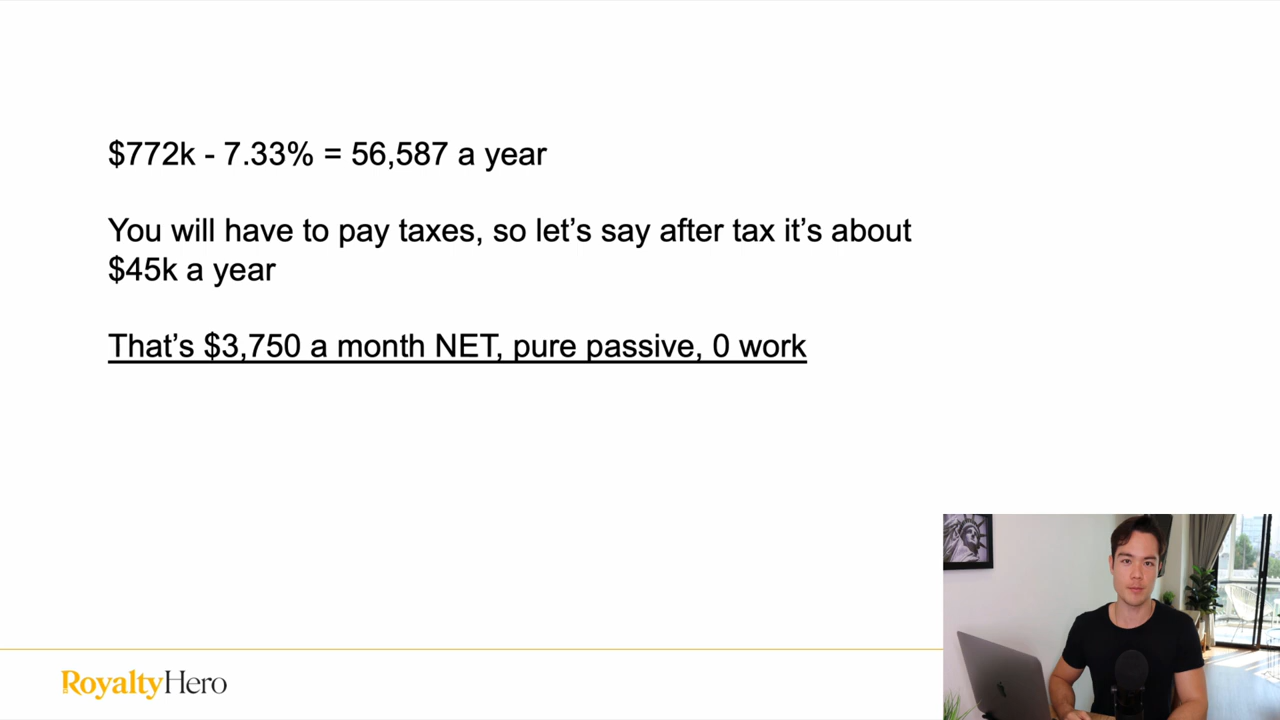 $772k - 7.33% = 56,587 a year
You will have to pay taxes, so let’s say after tax it’s about
$45k a year
That’s $3,750 a month NET, pure passive, 0 work
RoyaltyHero